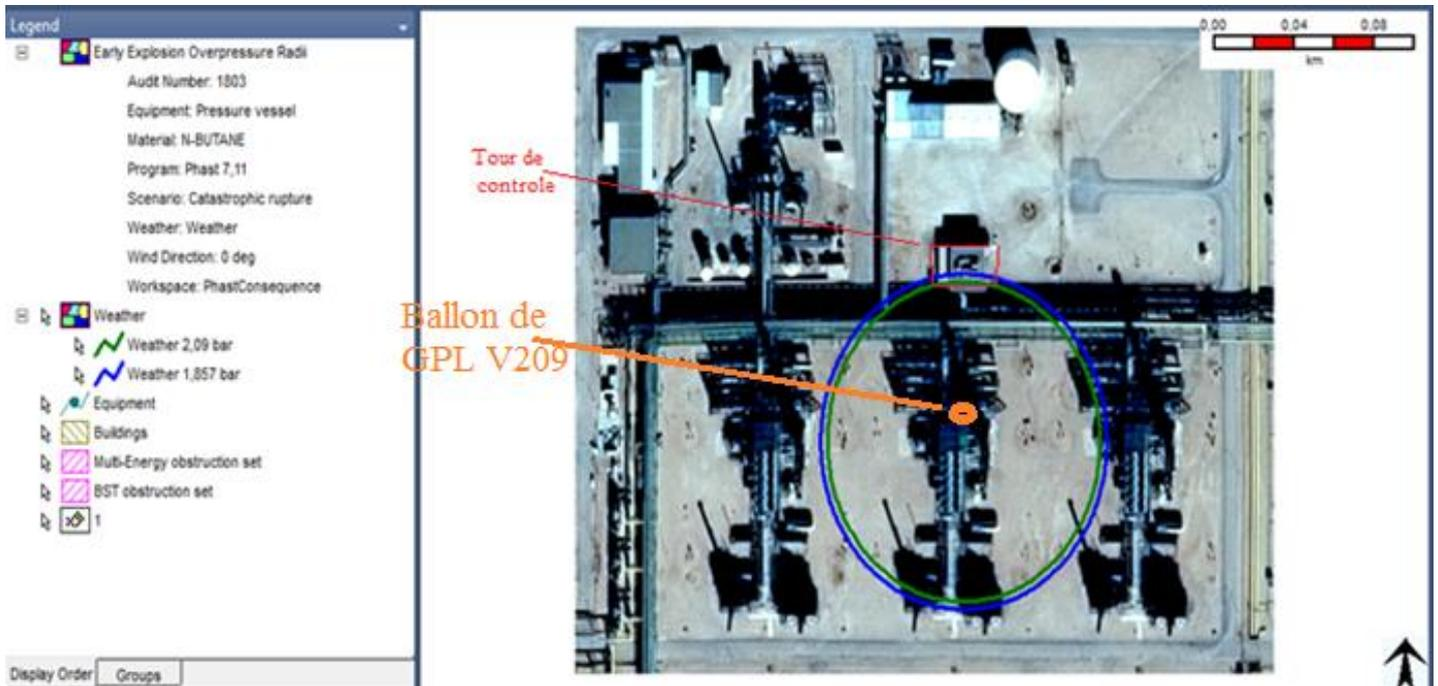 Legend
Early Explosion Overpressure Radii
Audit Number: 1803
Equipment: Pressure vessel
Material: N-BUTANE
Program: Phast 7,11
Scenario: Catastrophic rupture
Weather: Weather
Wind Direction: 0 deg
Workspace: PhastConsequence
Weather
Weather 2,09 bar
Weather 1,857 bar
Equipment
Buildings
Multi-Energy obstruction set
BST obstruction set
1
Display Order
Groups
0,00 0,04 0,08
km
Tour de
controle
Ballon de
GPL V209